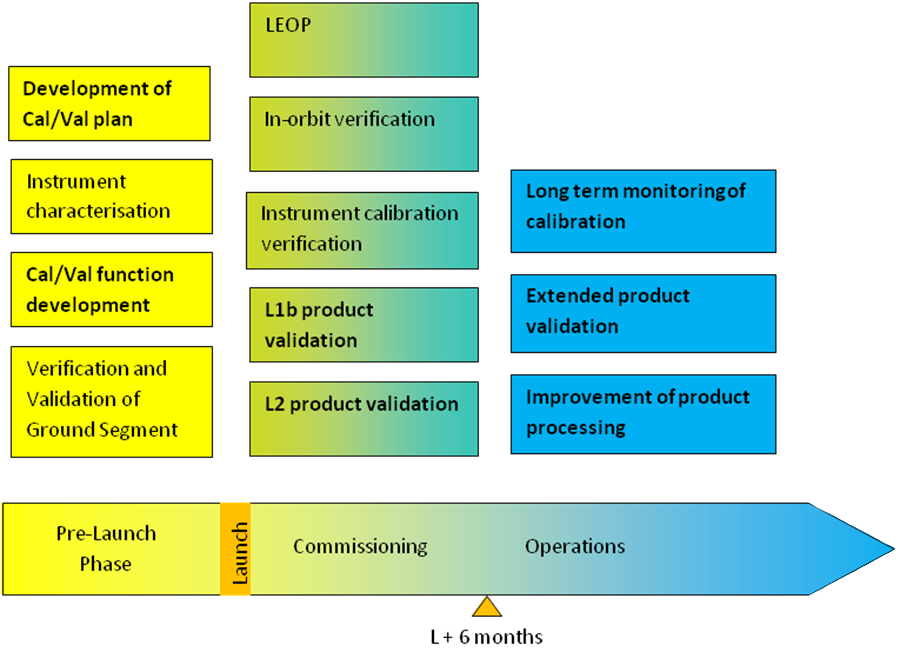 Development of
Cal/Val plan
Instrument
characterisation
Cal/Val function
development
Verification and
Validation of
Ground Segment
LEOP
In-orbit verification
Instrument calibration
verification
L1b product
validation
L2 product validation
Long term monitoring of
calibration
Extended product
validation
Improvement of product
processing
Pre-Launch
Phase
Launch
Commissioning
Operations
L + 6 months